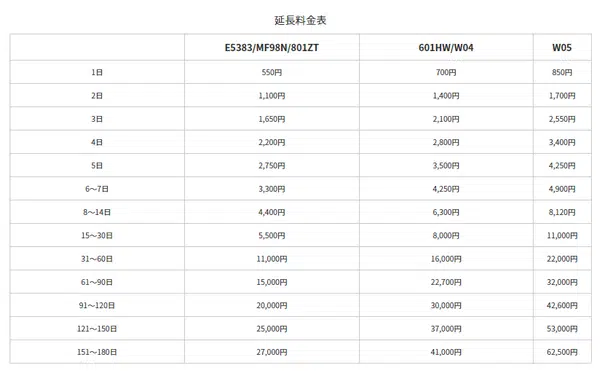 延長料金表
E5383/MF98N/801ZT 601HW/W04 W05
1日 550円 700円 850円
2日 1,100円 1,400円 1,700円
3日 1,650円 2,100円 2,550円
4日 2,200円 2,800円 3,400円
5日 2,750円 3,500円 4,250円
6〜7日 3,300円 4,250円 4,900円
8〜14日 4,400円 6,300円 8,120円
15〜30日 5,500円 8,000円 11,000円
31〜60日 11,000円 16,000円 22,000円
61〜90日 15,000円 22,700円 32,000円
91〜120日 20,000円 30,000円 42,600円
121〜150日 25,000円 37,000円 53,000円
151〜180日 27,000円 41,000円 62,500円